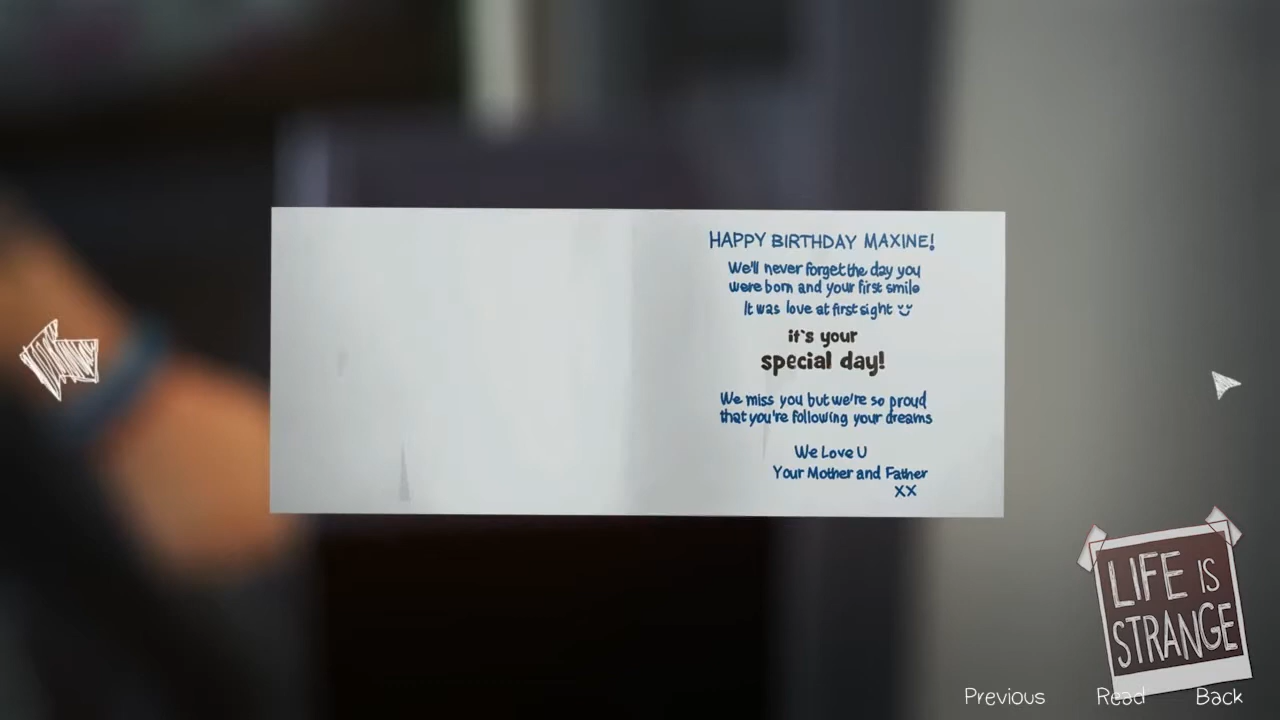 HAPPY BIRTHDAY MAXINE!
We'll never forget the day you
were born and your first smile
It was love at first sight
it's your
special day!
We miss you but we're so proud
that you're following your dreams
We Love U
Your Mother and Father
XX
LIFE IS
STRANGE
Previous
Read
Back